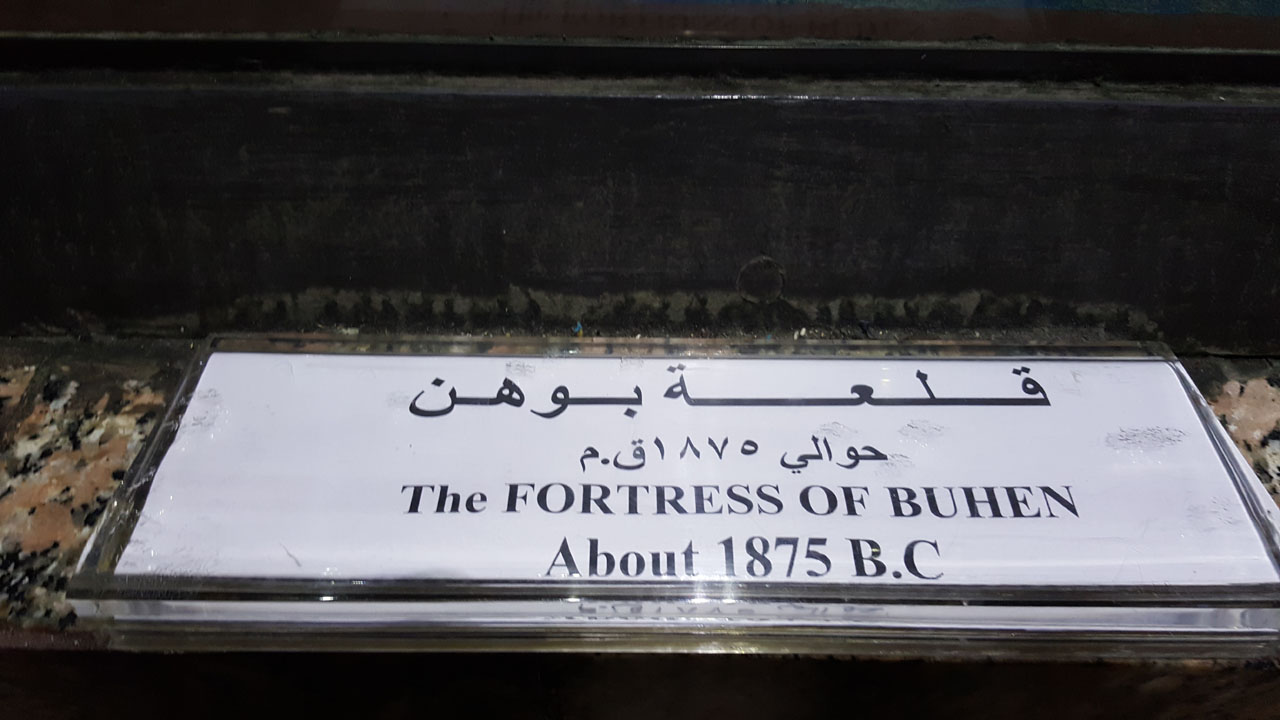 قلعة بوهن
حوالي ١٨٧٥ق.م
The FORTRESS OF BUHEN
About 1875 B.C